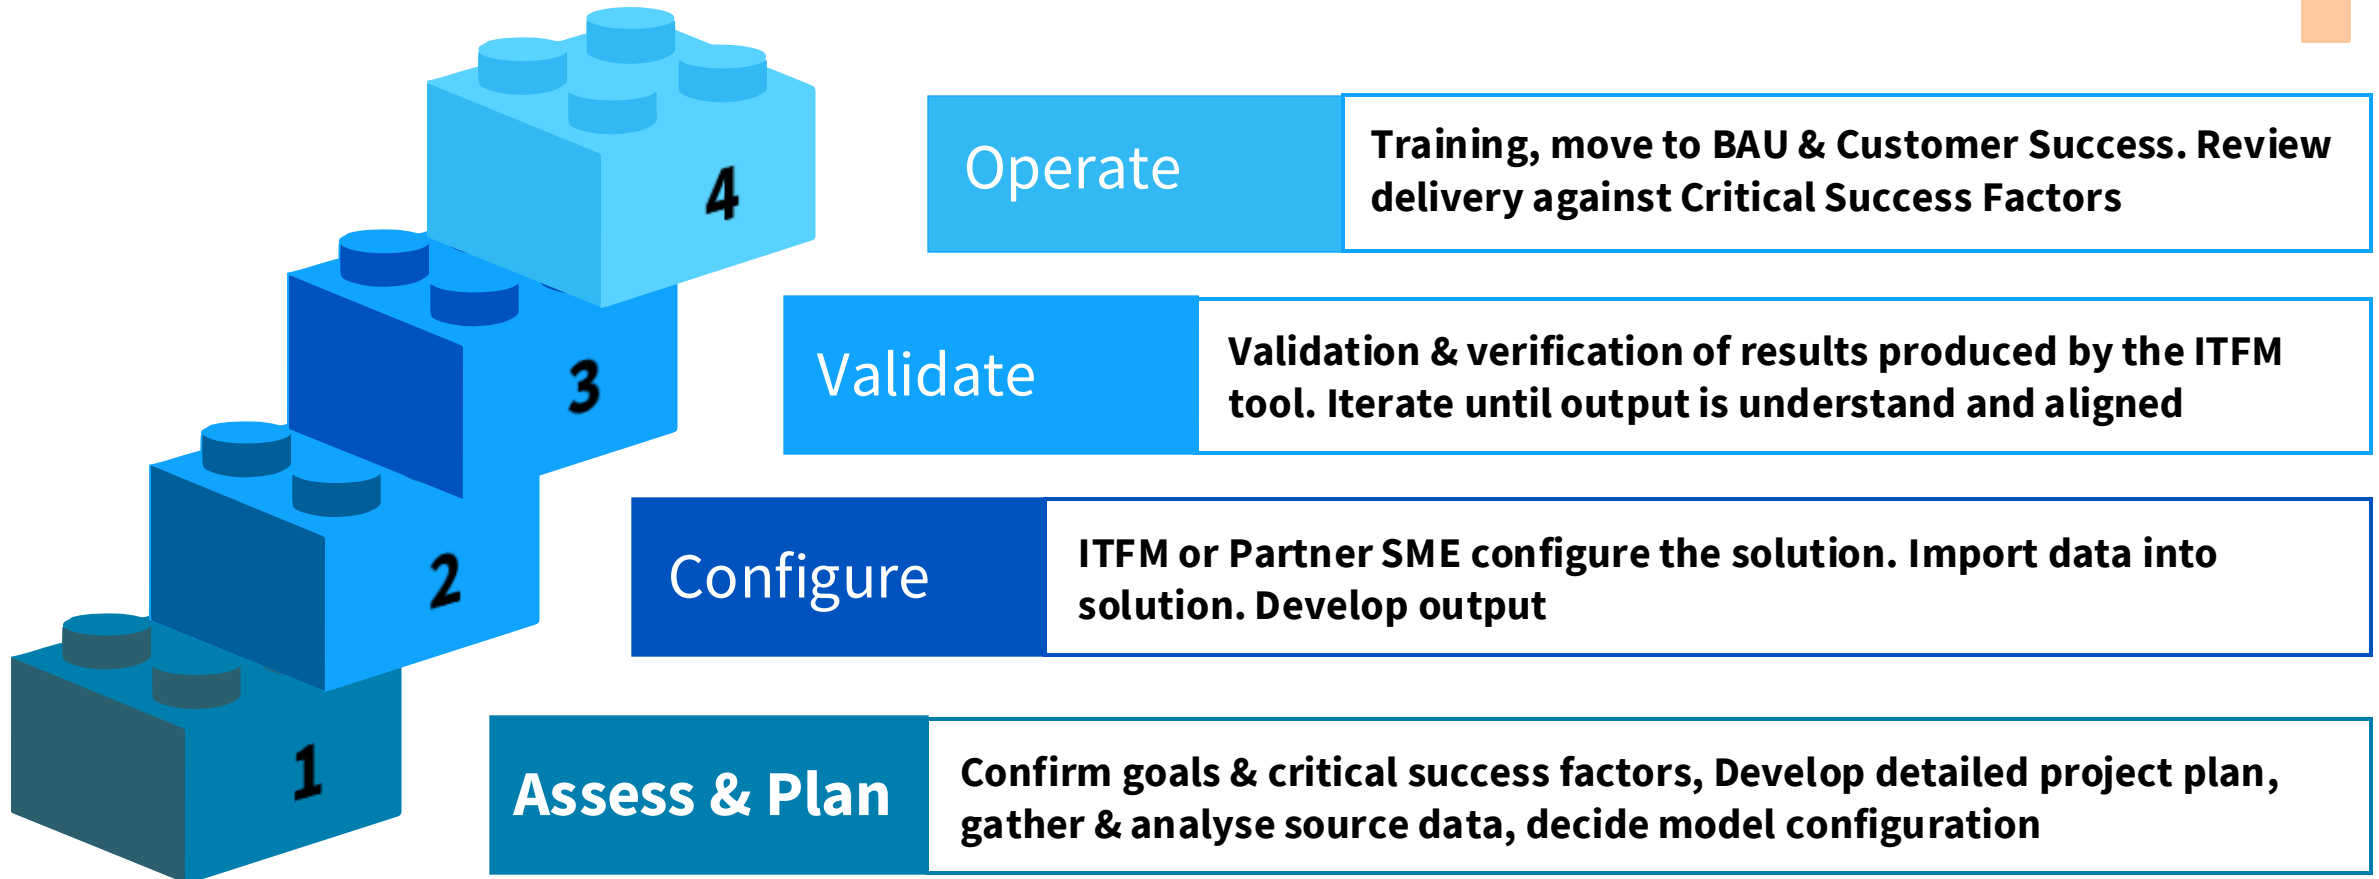 4
Operate
Training, move to BAU & Customer Success. Review
delivery against Critical Success Factors
3
Validate
Validation & verification of results produced by the ITFM
tool. Iterate until output is understand and aligned
2
Configure
ITFM or Partner SME configure the solution. Import data into
solution. Develop output
1
Assess & Plan
Confirm goals & critical success factors, Develop detailed project plan,
gather & analyse source data, decide model configuration